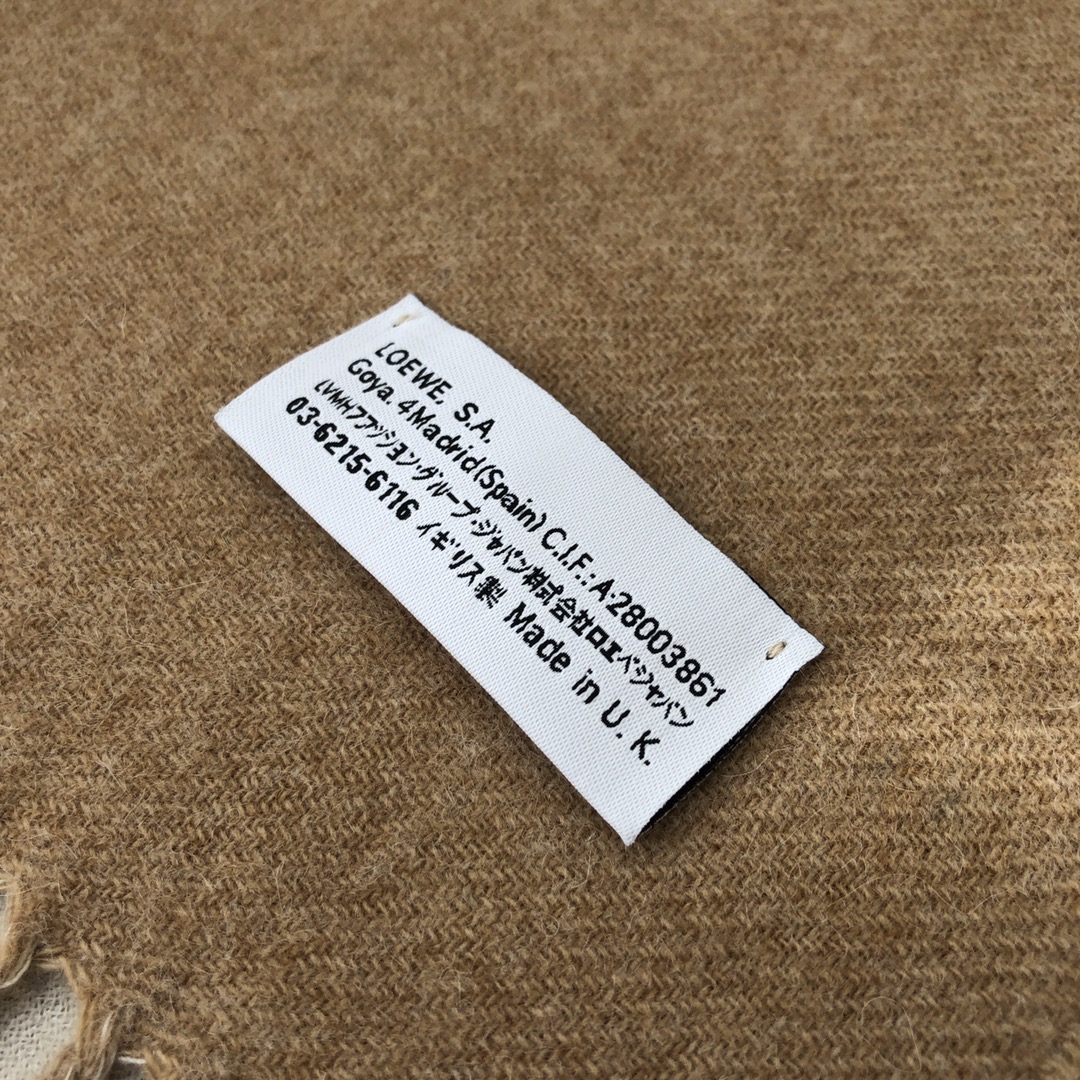 LOEWE, S.A.
Goya. 4 Madrid (Spain) C.I.F.: A-28003861
LVMHファッション・グループ・ジャパン株式会社ロエベジャパン
03-6215-6116 イギリス製 Made in U. K.